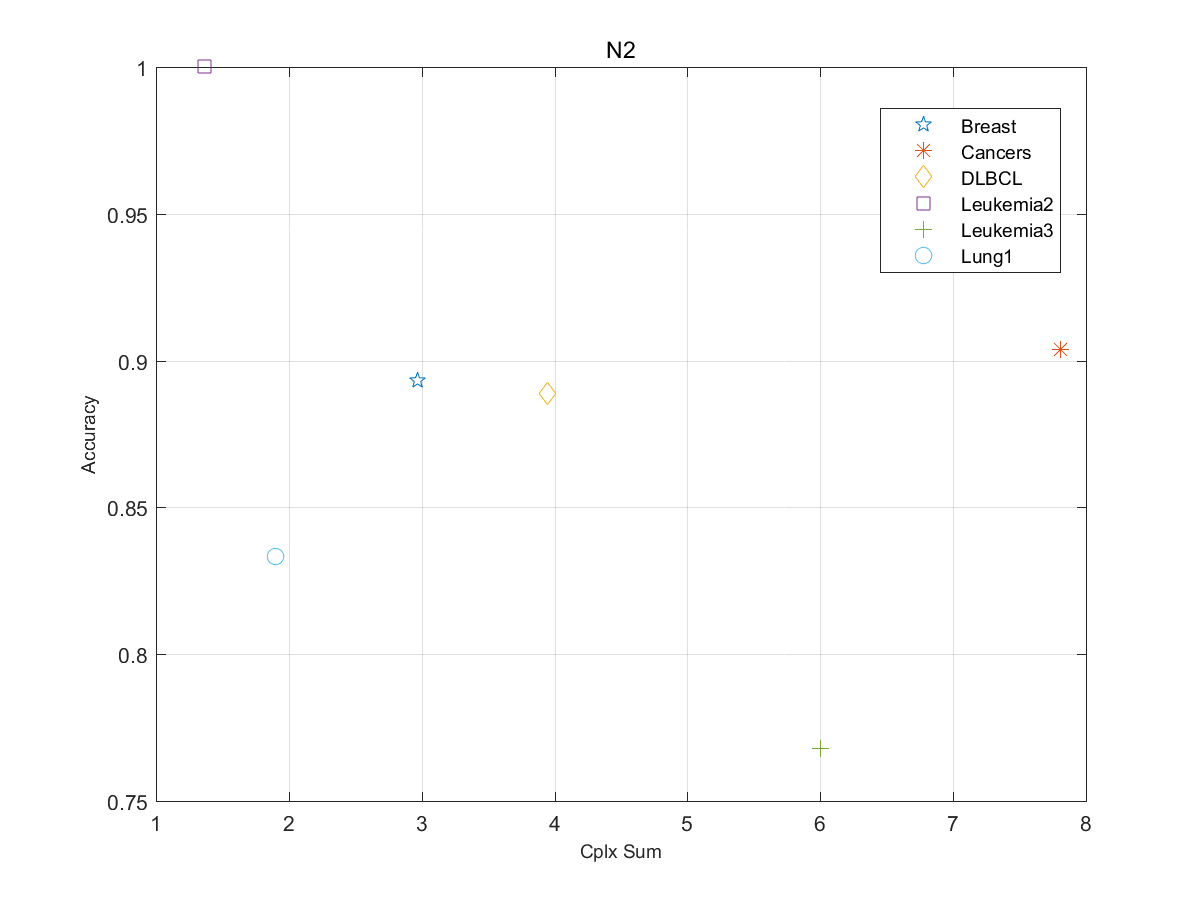 N2
1
0.95
0.9
0.85
0.8
0.75
Accuracy
Breast
Cancers
DLBCL
Leukemia2
Leukemia3
Lung1
1 2 3 4 5 6 7 8
Cplx Sum